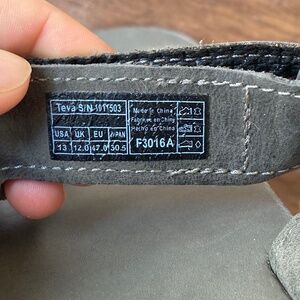 Teva S/N 1011503
Made in China
Fabriqué en Chine
Hecho en China
USA UK EU JAPAN
13 12.0 47.0 30.5
F3016A